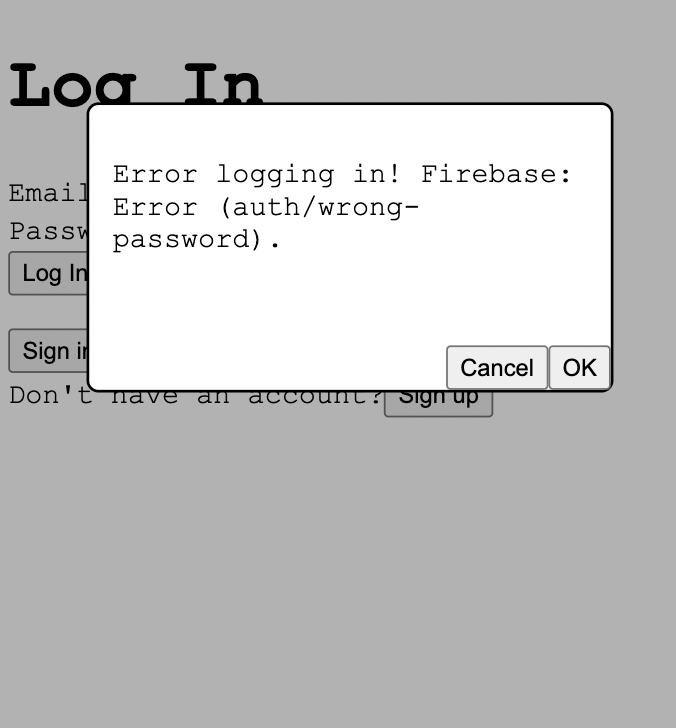 Log In
Error logging in! Firebase:
Error (auth/wrong-
password).
Email
Passw
Log In
Sign in
Cancel OK
Don't have an account? Sign up